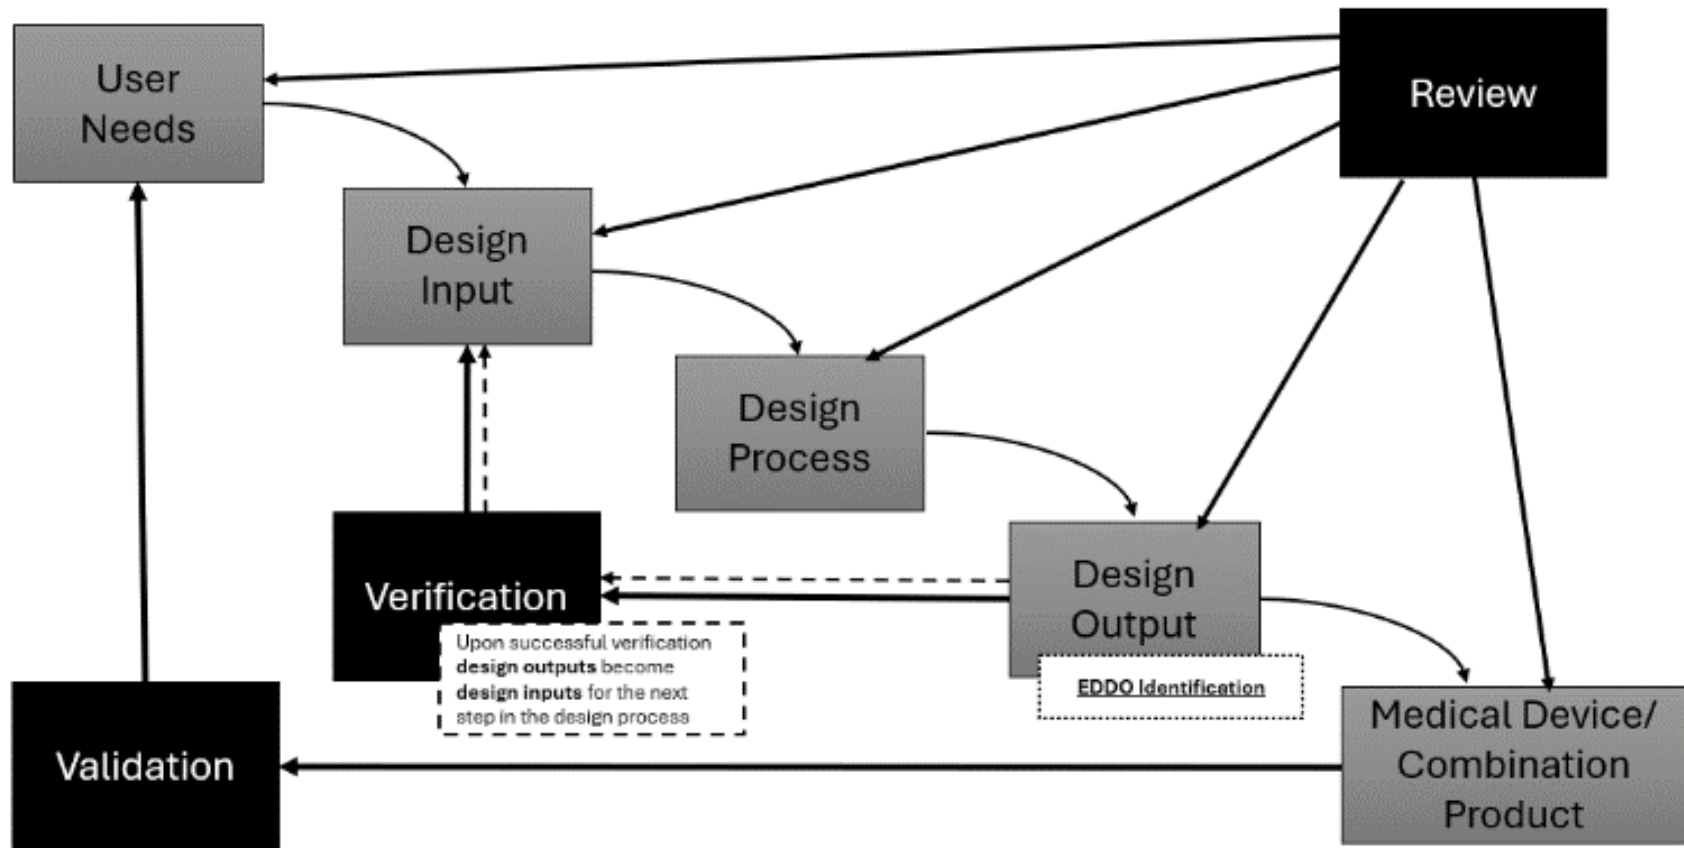 User
Needs
Review
Design
Input
Design
Process
Verification
Design
Output
Upon successful verification
design outputs become
design inputs for the next
step in the design process
EDDO Identification
Validation
Medical Device/
Combination
Product